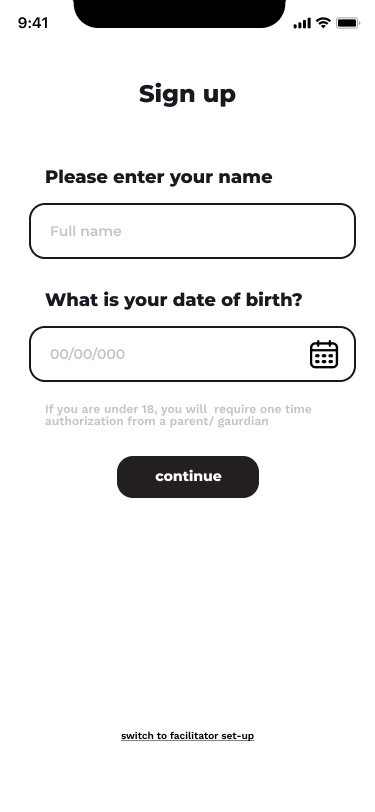 9:41
Sign up
Please enter your name
Full name
What is your date of birth?
00/00/000
If you are under 18, you will  require one time
authorization from a parent/ gaurdian
continue
switch to facilitator set-up